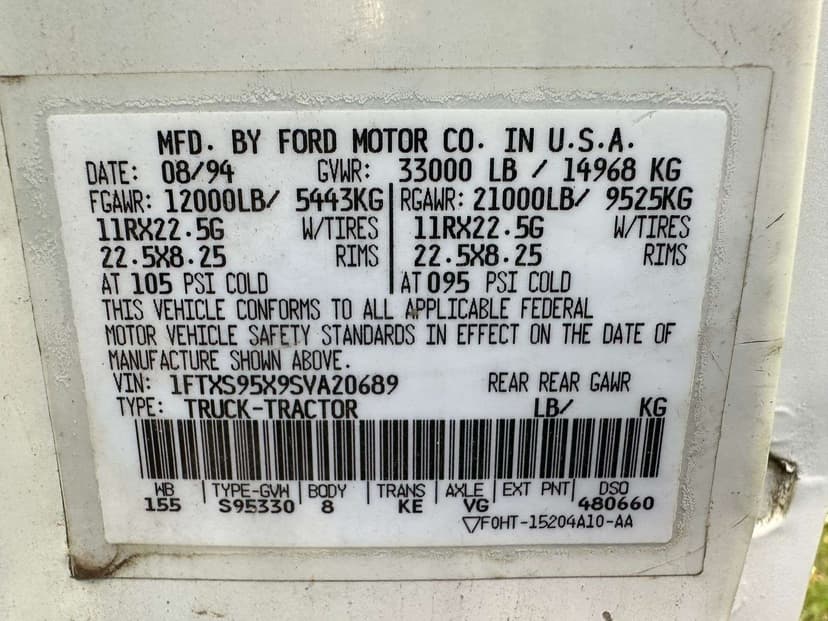 MFD. BY FORD MOTOR CO. IN U.S.A.
DATE: 08/94 GVWR: 33000 LB / 14968 KG
FGAWR: 12000LB/ 5443KG RGAWR: 21000LB/ 9525KG
11RX22.5G W/TIRES 11RX22.5G W/TIRES
22.5X8.25 RIMS 22.5X8.25 RIMS
AT 105 PSI COLD AT 095 PSI COLD
THIS VEHICLE CONFORMS TO ALL APPLICABLE FEDERAL
MOTOR VEHICLE SAFETY STANDARDS IN EFFECT ON THE DATE OF
MANUFACTURE SHOWN ABOVE.
VIN: 1FTXS95X9SVA20689 REAR REAR GAWR
TYPE: TRUCK-TRACTOR LB/ KG
WB TYPE-GVW BODY TRANS AXLE EXT PNT DSO
155 S95330 8 KE VG 480660
F0HT-15204A10-AA